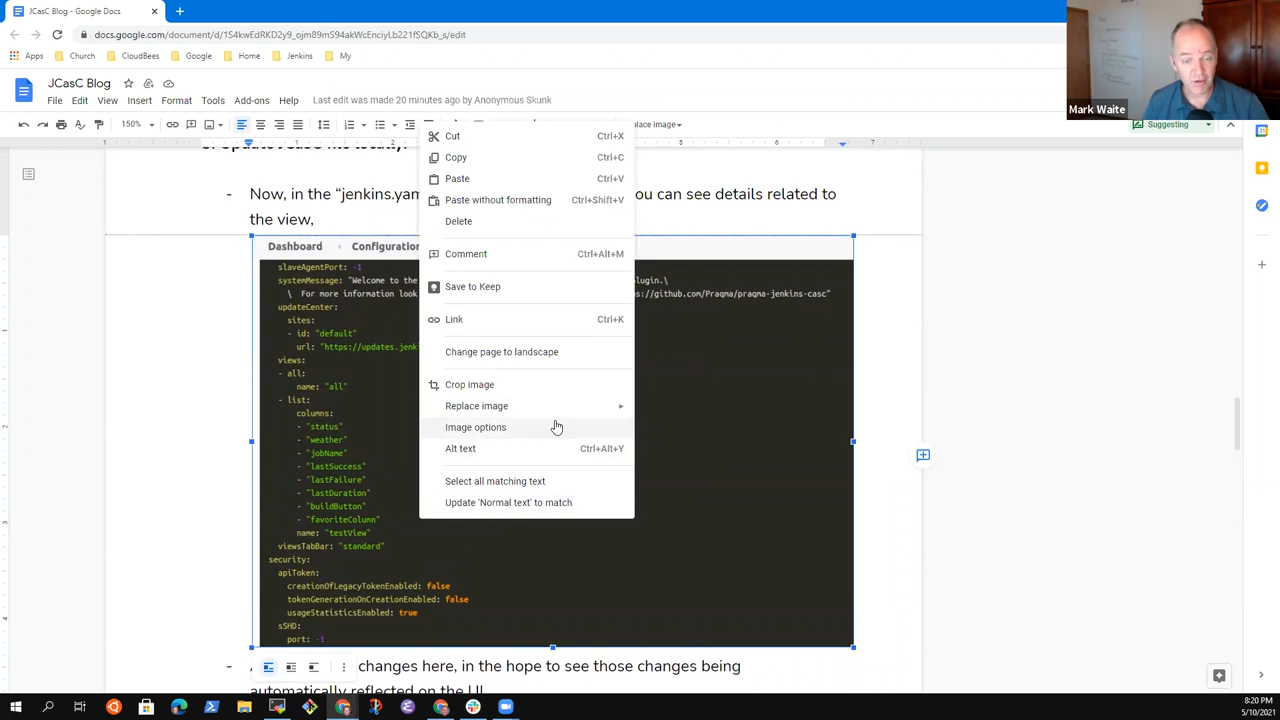 JCasC Blog - Google Docs
docs.google.com/document/d/1S4kwEdRKD2y9_ojm89mS94akWcEnciyLb221fSQKb_s/edit
Apps Church CloudBees Google Home Jenkins My
JCasC Blog
File Edit View Insert Format Tools Add-ons Help Last edit was made 20 minutes ago by Anonymous Skunk
Mark Waite
150%
Suggesting
Cut Ctrl+X
Copy Ctrl+C
Paste Ctrl+V
Paste without formatting Ctrl+Shift+V
Delete
Comment Ctrl+Alt+M
Save to Keep
Link Ctrl+K
Change page to landscape
Crop image
Replace image
Image options
Alt text Ctrl+Alt+Y
Select all matching text
Update 'Normal text' to match
- Now, in the “jenkins.yam
ou can see details related to
the view,
Dashboard › Configuration
slaveAgentPort: -1
systemMessage: "Welcome to the
plugin.\
\ For more information look
s://github.com/Praqma/praqma-jenkins-casc"
updateCenter:
sites:
- id: "default"
url: "https://updates.jenki
views:
- all:
name: "all"
- list:
columns:
- "status"
- "weather"
- "jobName"
- "lastSuccess"
- "lastFailure"
- "lastDuration"
- "buildButton"
- "favoriteColumn"
name: "testView"
viewsTabBar: "standard"
security:
apiToken:
creationOfLegacyTokenEnabled: false
tokenGenerationOnCreationEnabled: false
usageStatisticsEnabled: true
sSHD:
port: -1
changes here, in the hope to see those changes being
automatically reflected on the UI
8:20 PM
5/10/2021